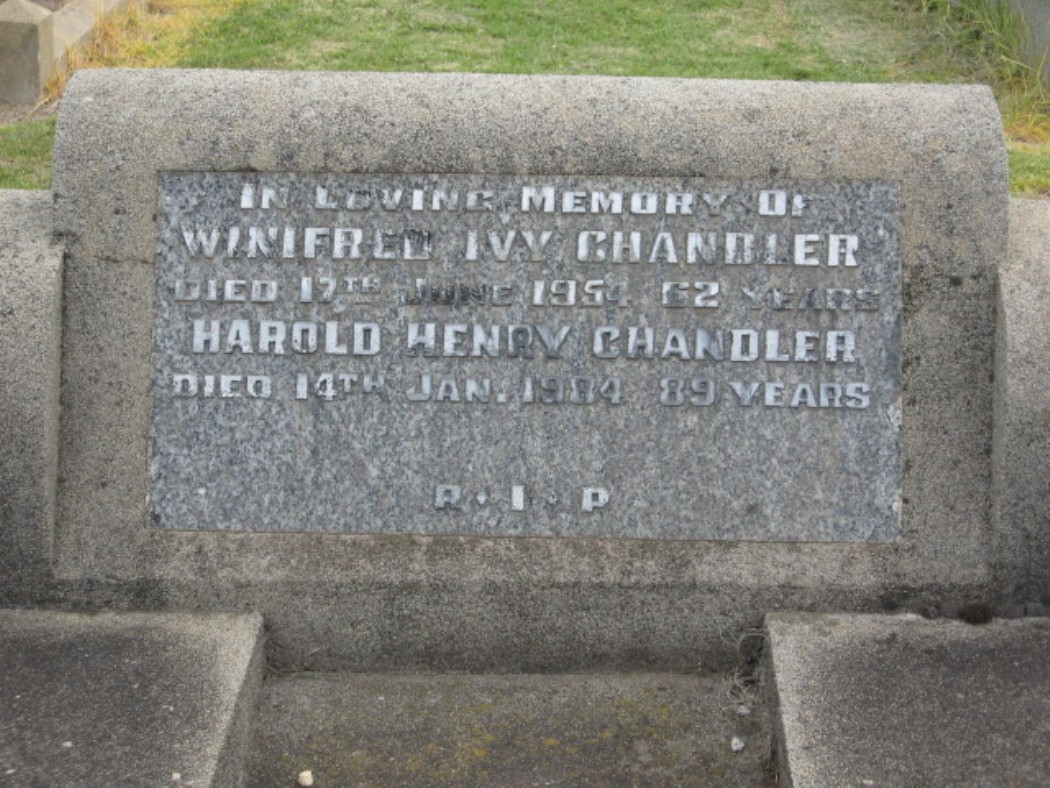 IN LOVING MEMORY OF
WINIFRED IVY CHANDLER
DIED 17TH JUNE 1954 62 YEARS
HAROLD HENRY CHANDLER
DIED 14TH JAN. 1984 89 YEARS
R·I·P